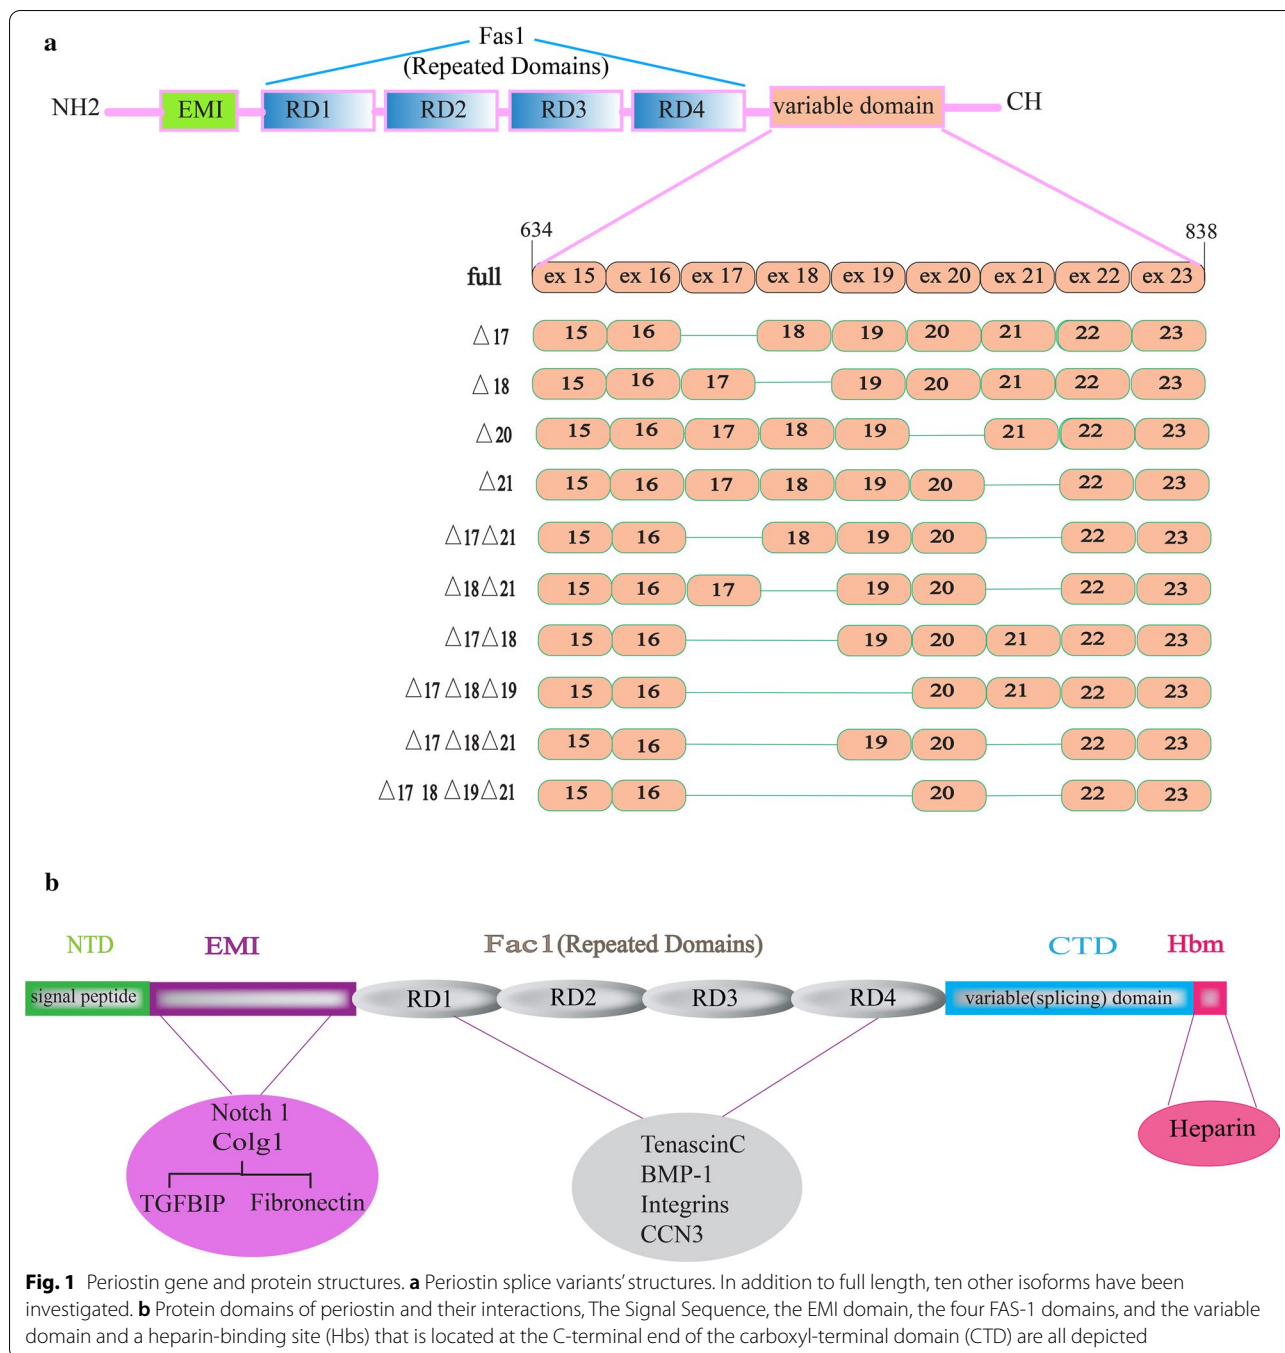 a
Fas1
(Repeated Domains)
NH2 EMI RD1 RD2 RD3 RD4 variable domain CH
634 838
full ex 15 ex 16 ex 17 ex 18 ex 19 ex 20 ex 21 ex 22 ex 23
△17 15 16 18 19 20 21 22 23
△18 15 16 17 19 20 21 22 23
△20 15 16 17 18 19 21 22 23
△21 15 16 17 18 19 20 22 23
△17△21 15 16 18 19 20 22 23
△18△21 15 16 17 19 20 22 23
△17△18 15 16 19 20 21 22 23
△17 △18△19 15 16 20 21 22 23
△17 △18△21 15 16 19 20 22 23
△17 18 △19△21 15 16 20 22 23
b
NTD EMI Fac1(Repeated Domains) CTD Hbm
signal peptide RD1 RD2 RD3 RD4 variable(splicing) domain
Notch 1
Colg1
TGFBIP Fibronectin
TenascinC
BMP-1
Integrins
CCN3
Heparin
Fig. 1 Periostin gene and protein structures. a Periostin splice variants’ structures. In addition to full length, ten other isoforms have been
investigated. b Protein domains of periostin and their interactions, The Signal Sequence, the EMI domain, the four FAS-1 domains, and the variable
domain and a heparin-binding site (Hbs) that is located at the C-terminal end of the carboxyl-terminal domain (CTD) are all depicted